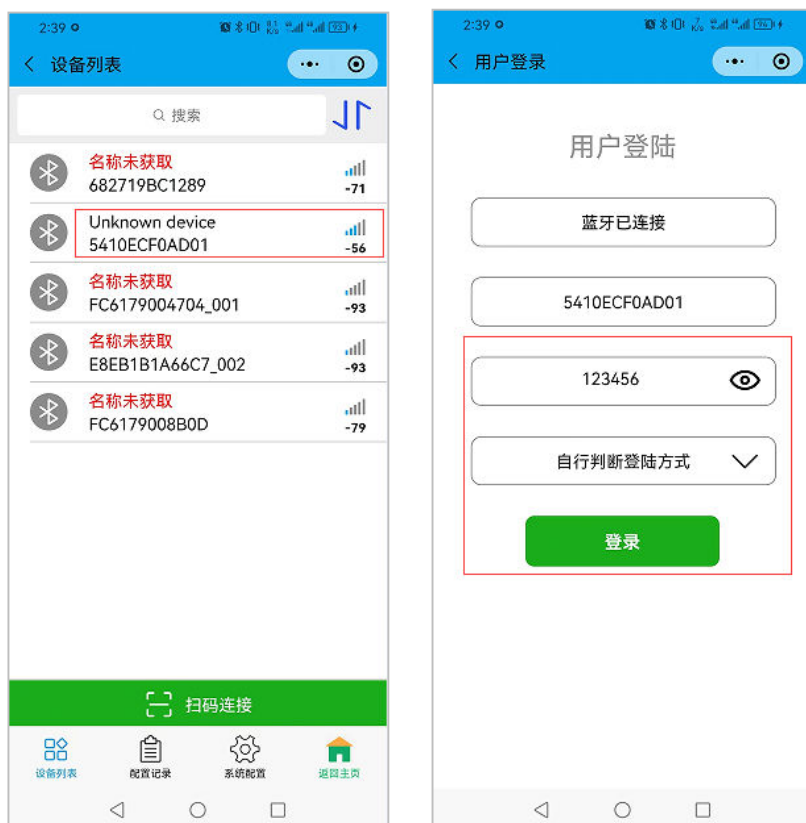 2:39
93
设备列表
搜索
名称未获取
682719BC1289
-71
Unknown device
5410ECF0AD01
-56
名称未获取
FC6179004704_001
-93
名称未获取
E8EB1B1A66C7_002
-93
名称未获取
FC6179008B0D
-79
扫码连接
设备列表
配置记录
系统配置
返回主页
2:39
94
用户登录
用户登陆
蓝牙已连接
5410ECF0AD01
123456
自行判断登陆方式
登录